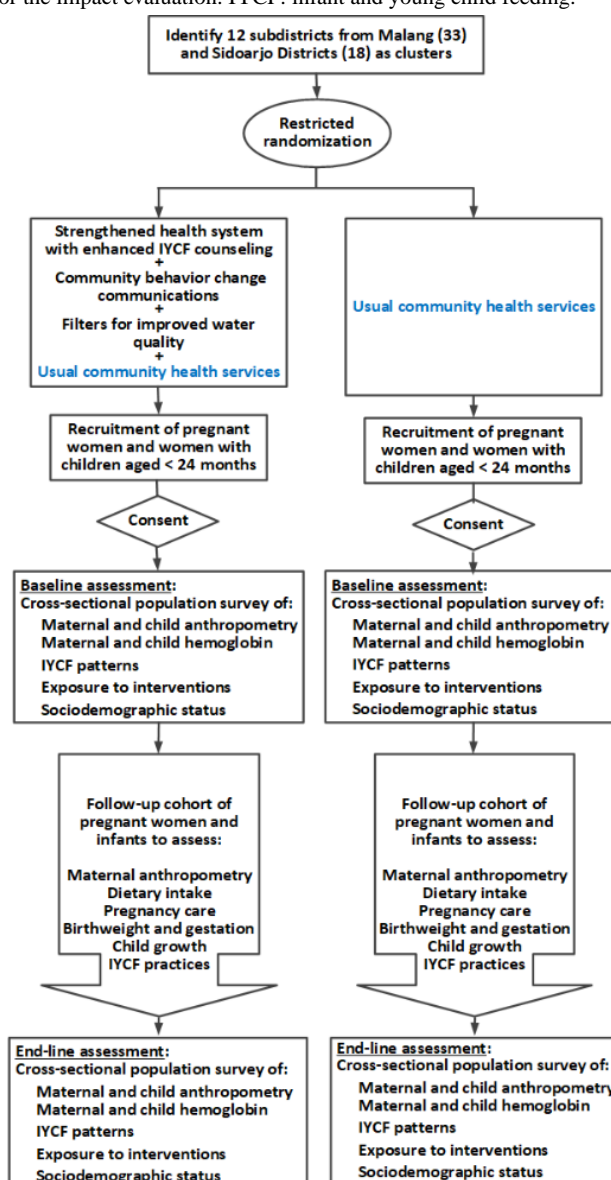 or the impact evaluation. IYCF: infant and young child feeding.
Identify 12 subdistricts from Malang (33)
and Sidoarjo Districts (18) as clusters
Restricted
randomization
Strengthened health system
with enhanced IYCF counseling
+
Community behavior change
communications
+
Filters for improved water
quality
+
Usual community health services
Usual community health services
Recruitment of pregnant
women and women with
children aged < 24 months
Recruitment of pregnant
women and women with
children aged < 24 months
Consent
Consent
Baseline assessment:
Cross-sectional population survey of:
Maternal and child anthropometry
Maternal and child hemoglobin
IYCF patterns
Exposure to interventions
Sociodemographic status
Baseline assessment:
Cross-sectional population survey of:
Maternal and child anthropometry
Maternal and child hemoglobin
IYCF patterns
Exposure to interventions
Sociodemographic status
Follow-up cohort of
pregnant women and
infants to assess:
Maternal anthropometry
Dietary intake
Pregnancy care
Birthweight and gestation
Child growth
IYCF practices
Follow-up cohort of
pregnant women and
infants to assess:
Maternal anthropometry
Dietary intake
Pregnancy care
Birthweight and gestation
Child growth
IYCF practices
End-line assessment:
Cross-sectional population survey of:
Maternal and child anthropometry
Maternal and child hemoglobin
IYCF patterns
Exposure to interventions
Sociodemographic status
End-line assessment:
Cross-sectional population survey of:
Maternal and child anthropometry
Maternal and child hemoglobin
IYCF patterns
Exposure to interventions
Sociodemographic status